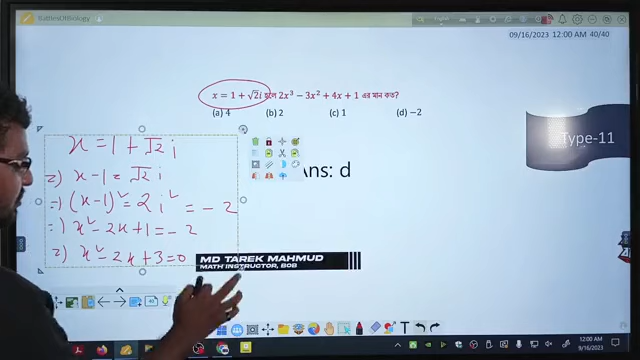 BattlesOfBiology
09/16/2023 12:00 AM 40/40
x = 1 + √2i হলে 2x³ − 3x² + 4x + 1 এর মান কত?
(a) 4 (b) 2 (c) 1 (d) −2
Type-11
Ans: d
x = 1 + √2 i
=) x − 1 = √2 i
=) (x − 1)² = 2 i² = − 2
=) x² − 2x + 1 = − 2
=) x² − 2x + 3 = 0
MD TAREK MAHMUD
MATH INSTRUCTOR, BOB
12:00 AM
9/16/2023